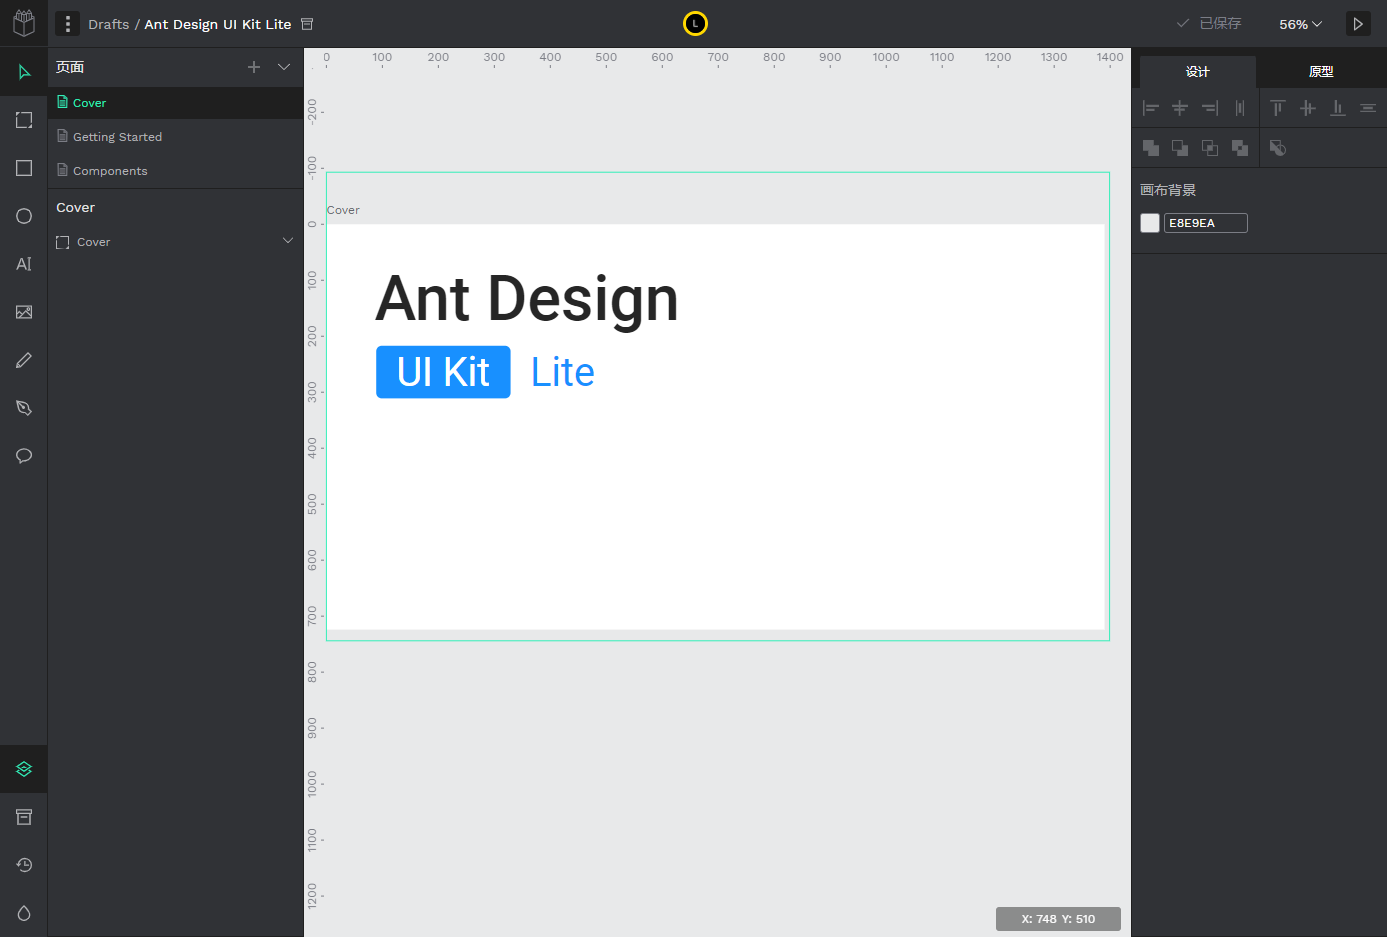 Drafts / Ant Design UI Kit Lite
L
已保存
56%
页面
Cover
Getting Started
Components
Cover
Cover
0 100 200 300 400 500 600 700 800 900 1000 1100 1200 1300 1400
-200
-100
0
100
200
300
400
500
600
700
800
900
1000
1100
1200
Cover
Ant Design
UI Kit Lite
X: 748 Y: 510
设计
原型
画布背景
E8E9EA